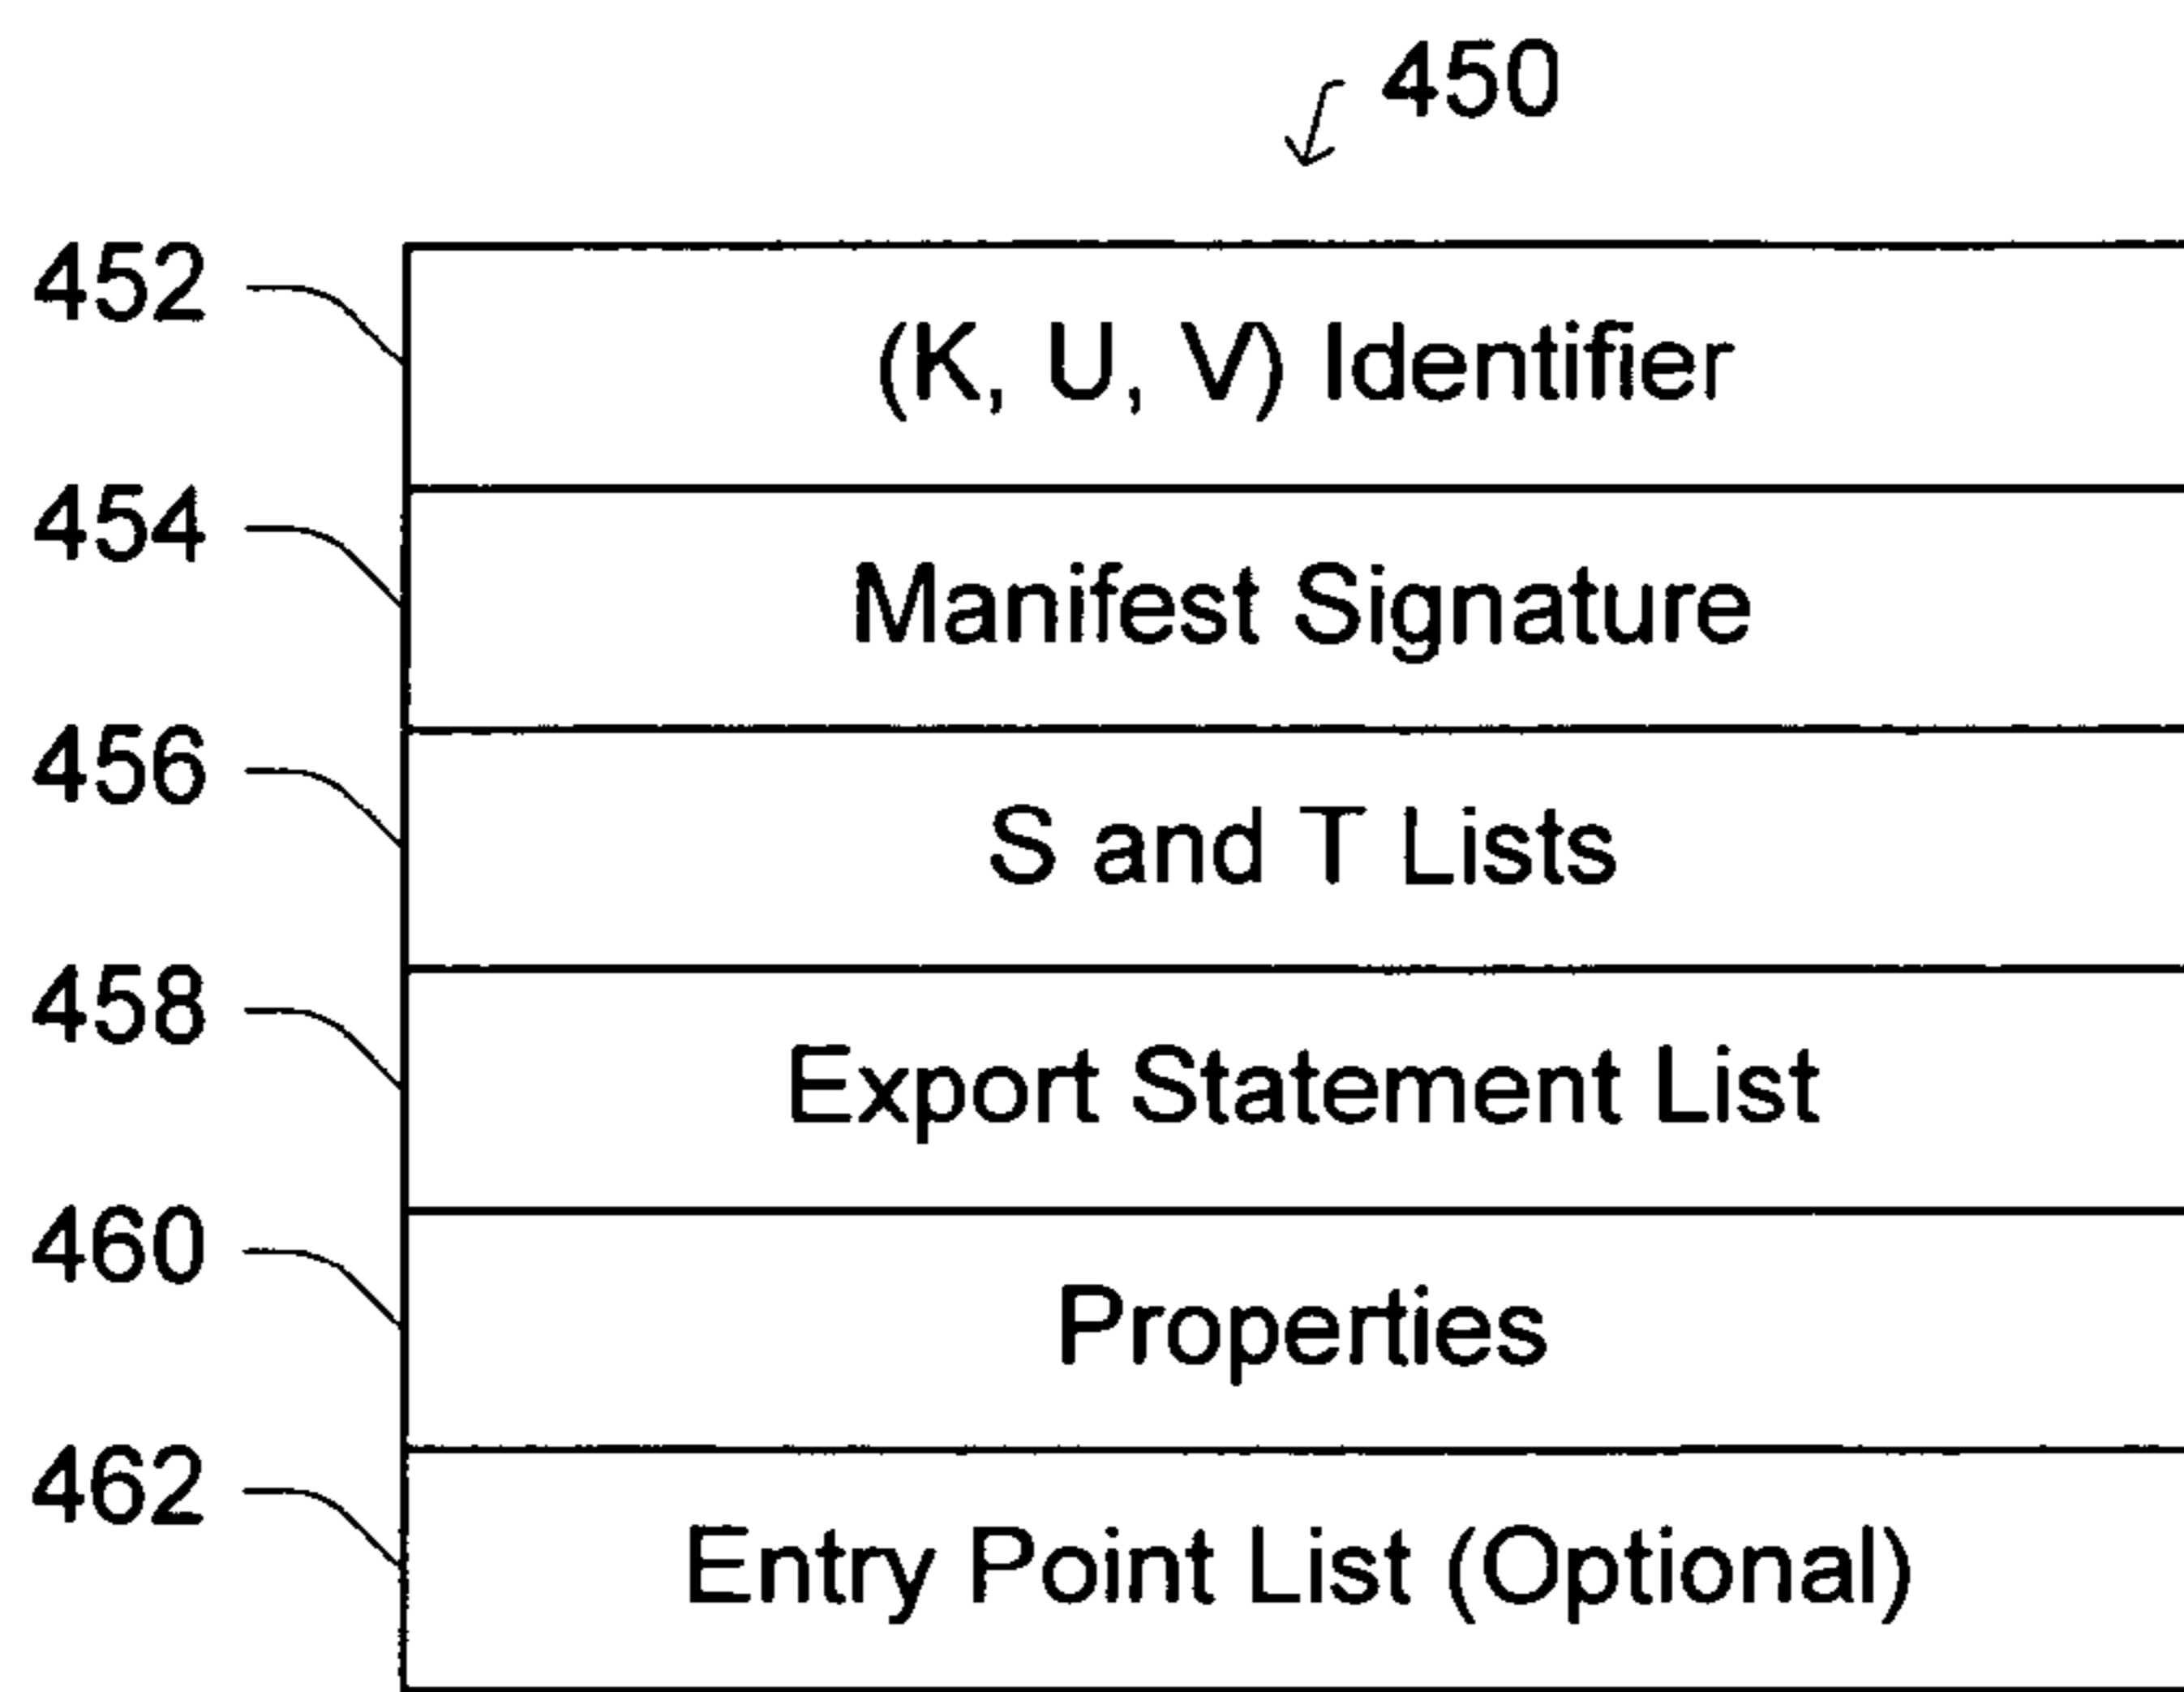 450
452 (K, U, V) Identifier
454 Manifest Signature
456 S and T Lists
458 Export Statement List
460 Properties
462 Entry Point List (Optional)